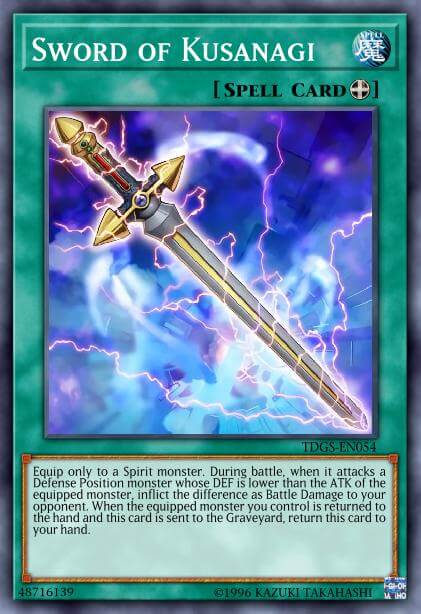 Sword of Kusanagi
SPELL
魔
[Spell Card]
TDGS-EN054
Equip only to a Spirit monster. During battle, when it attacks a
Defense Position monster whose DEF is lower than the ATK of
the equipped monster, inflict the difference as Battle Damage to your
opponent. When the equipped monster you control is returned to
the hand and this card is sent to the Graveyard, return this card to
your hand.
48716139
©1996 KAZUKI TAKAHASHI